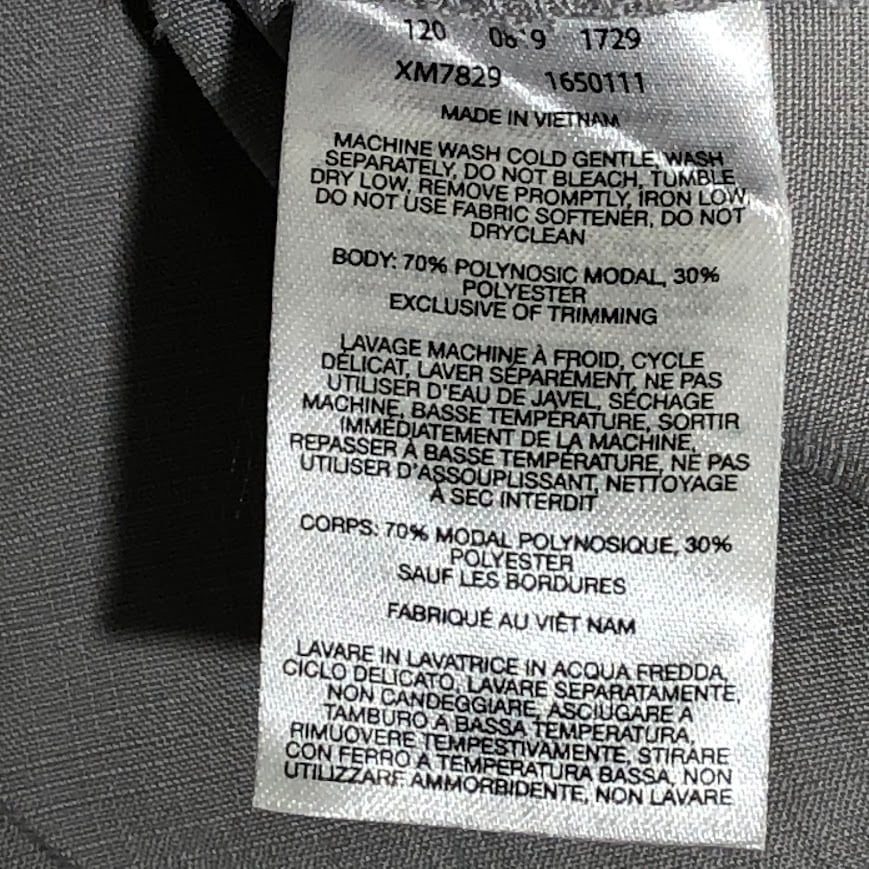 120 1729
XM7829 1650111
MADE IN VIETNAM
MACHINE WASH COLD GENTLE, WASH
SEPARATELY, DO NOT BLEACH, TUMBLE
DRY LOW, REMOVE PROMPTLY, IRON LOW,
DO NOT USE FABRIC SOFTENER, DO NOT
DRYCLEAN
BODY: 70% POLYNOSIC MODAL, 30%
POLYESTER
EXCLUSIVE OF TRIMMING
LAVAGE MACHINE À FROID, CYCLE
DÉLICAT, LAVER SÉPARÉMENT, NE PAS
UTILISER D'EAU DE JAVEL, SÉCHAGE
MACHINE, BASSE TEMPÉRATURE, SORTIR
IMMÉDIATEMENT DE LA MACHINE,
REPASSER À BASSE TEMPÉRATURE, NE PAS
UTILISER D'ASSOUPLISSANT, NETTOYAGE
À SEC INTERDIT
CORPS: 70% MODAL POLYNOSIQUE, 30%
POLYESTER
SAUF LES BORDURES
FABRIQUÉ AU VIÊT NAM
LAVARE IN LAVATRICE IN ACQUA FREDDA,
CICLO DELICATO, LAVARE SEPARATAMENTE,
NON CANDEGGIARE, ASCIUGARE A
TAMBURO A BASSA TEMPERATURA,
RIMUOVERE TEMPESTIVAMENTE, STIRARE
CON FERRO A TEMPERATURA BASSA, NON
UTILIZZARE AMMORBIDENTE, NON LAVARE